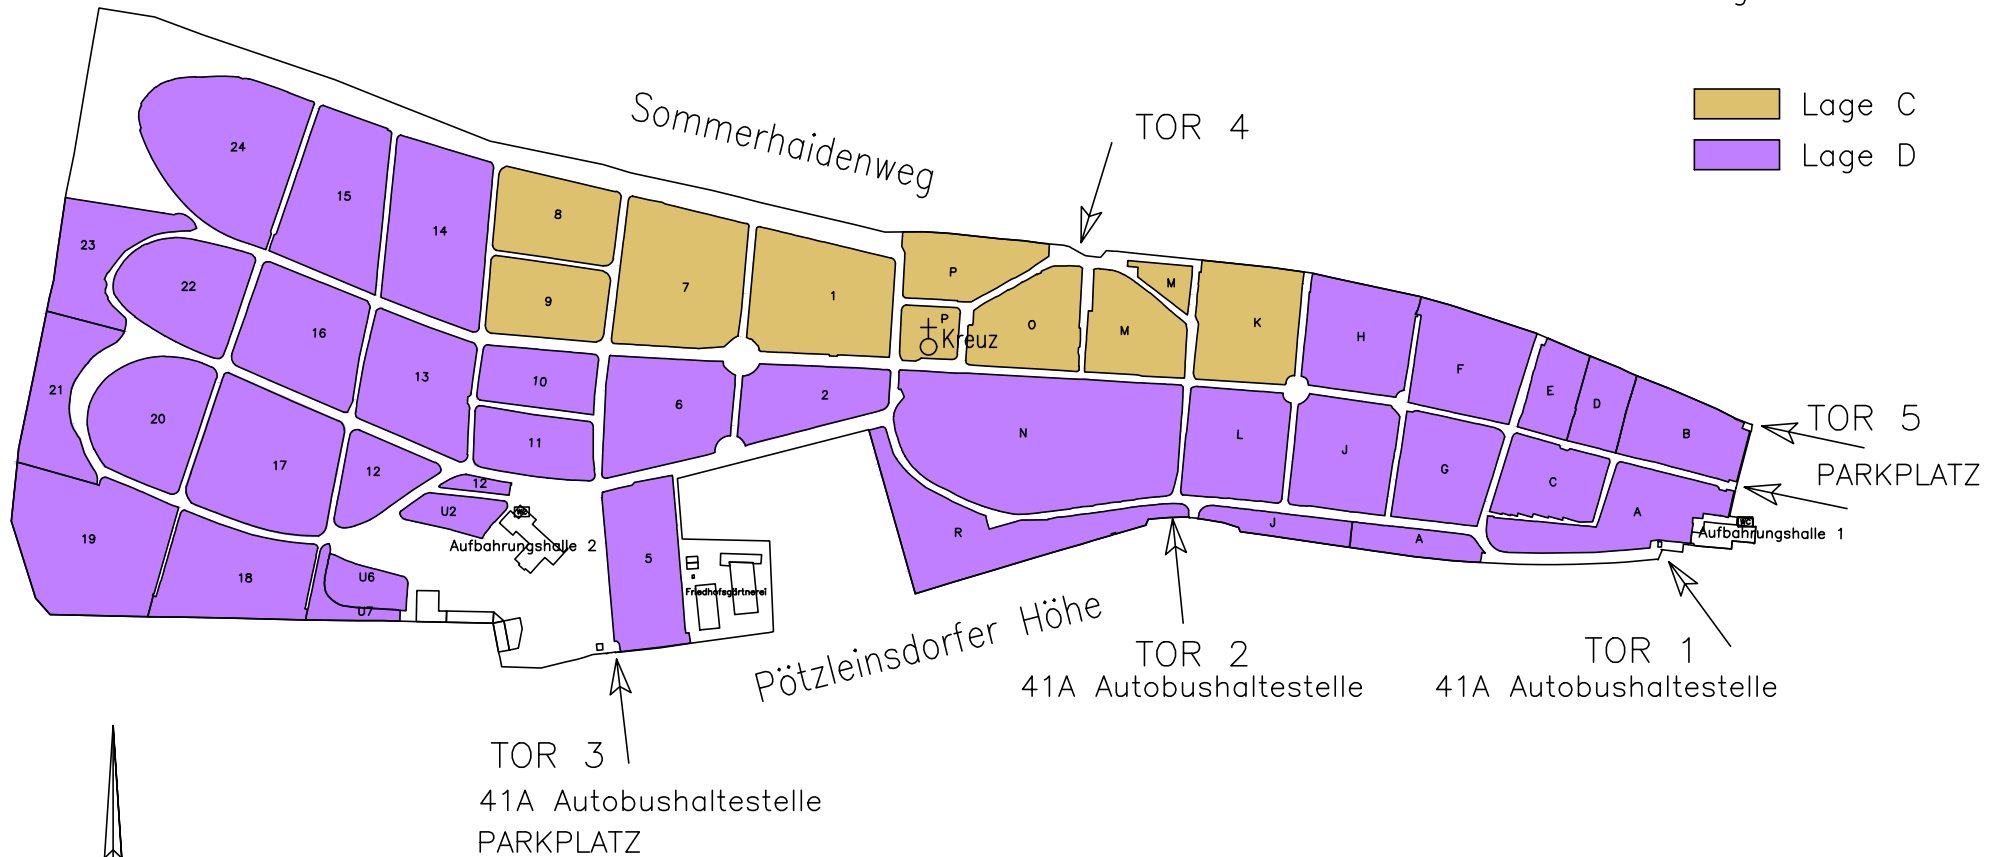 Lage C
Lage D
Sommerhaidenweg
TOR 4
24
15
14
8
7
9
1
P
P
Kreuz
O
M
M
K
H
F
E
D
B
TOR 5
PARKPLATZ
23
22
16
13
10
6
2
N
L
J
G
C
A
21
20
17
12
11
12
U2
WC
Aufbahrungshalle 2
5
Friedhofsgärtnerei
R
J
A
WC
Aufbahrungshalle 1
19
18
U6
U7
Pötzleinsdorfer Höhe
TOR 2
41A Autobushaltestelle
TOR 1
41A Autobushaltestelle
TOR 3
41A Autobushaltestelle
PARKPLATZ